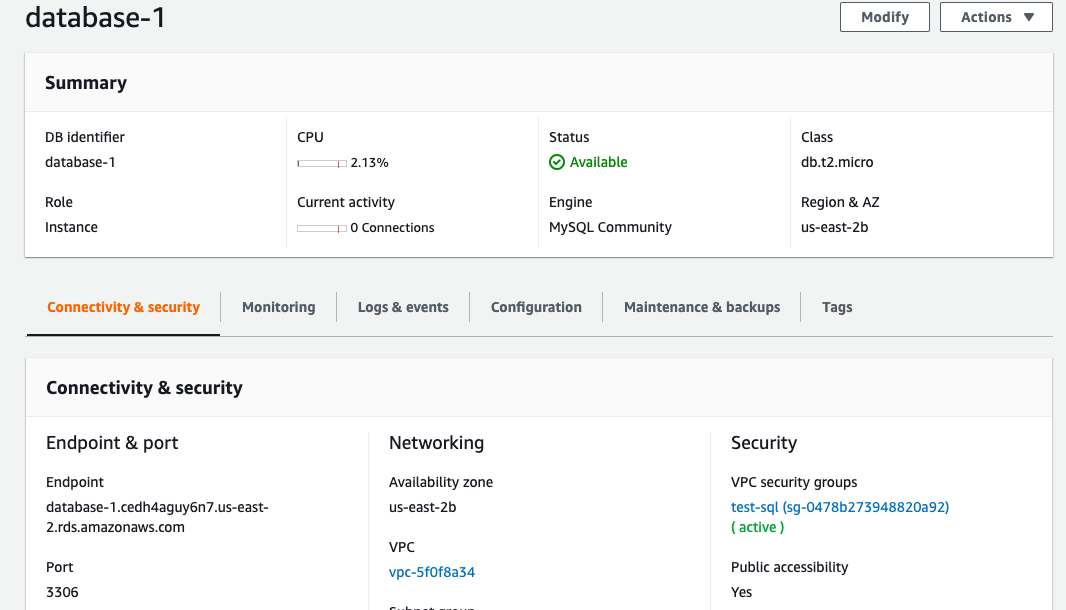 database-1
Modify
Actions
Summary
DB identifier
database-1
CPU
2.13%
Status
Available
Class
db.t2.micro
Role
Instance
Current activity
0 Connections
Engine
MySQL Community
Region & AZ
us-east-2b
Connectivity & security
Monitoring
Logs & events
Configuration
Maintenance & backups
Tags
Connectivity & security
Endpoint & port
Endpoint
database-1.cedh4aguy6n7.us-east-
2.rds.amazonaws.com
Port
3306
Networking
Availability zone
us-east-2b
VPC
vpc-5f0f8a34
Subnet group
Security
VPC security groups
test-sql (sg-0478b273948820a92)
( active )
Public accessibility
Yes